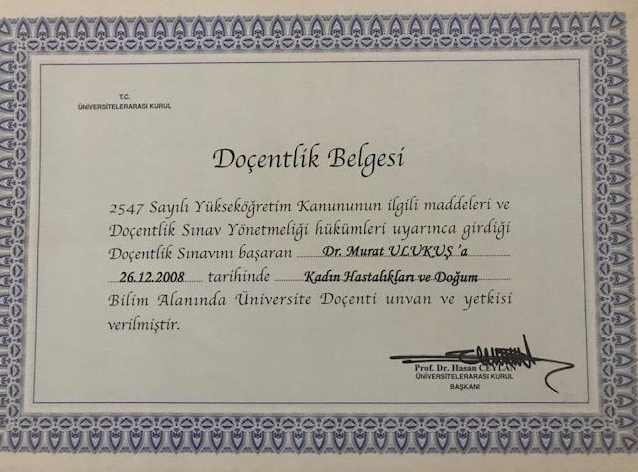 T.C.
ÜNİVERSİTELERARASI KURUL
Doçentlik Belgesi
2547 Sayılı Yükseköğretim Kanununun ilgili maddeleri ve
Doçentlik Sınav Yönetmeliği hükümleri uyarınca girdiği
Doçentlik Sınavını başaran Dr. Murat ULUKUŞ 'a
26.12.2008 tarihinde Kadın Hastalıkları ve Doğum
Bilim Alanında Üniversite Doçenti unvan ve yetkisi
verilmiştir.
Prof. Dr. Hasan CEYLAN
ÜNİVERSİTELERARASI KURUL
BAŞKANI